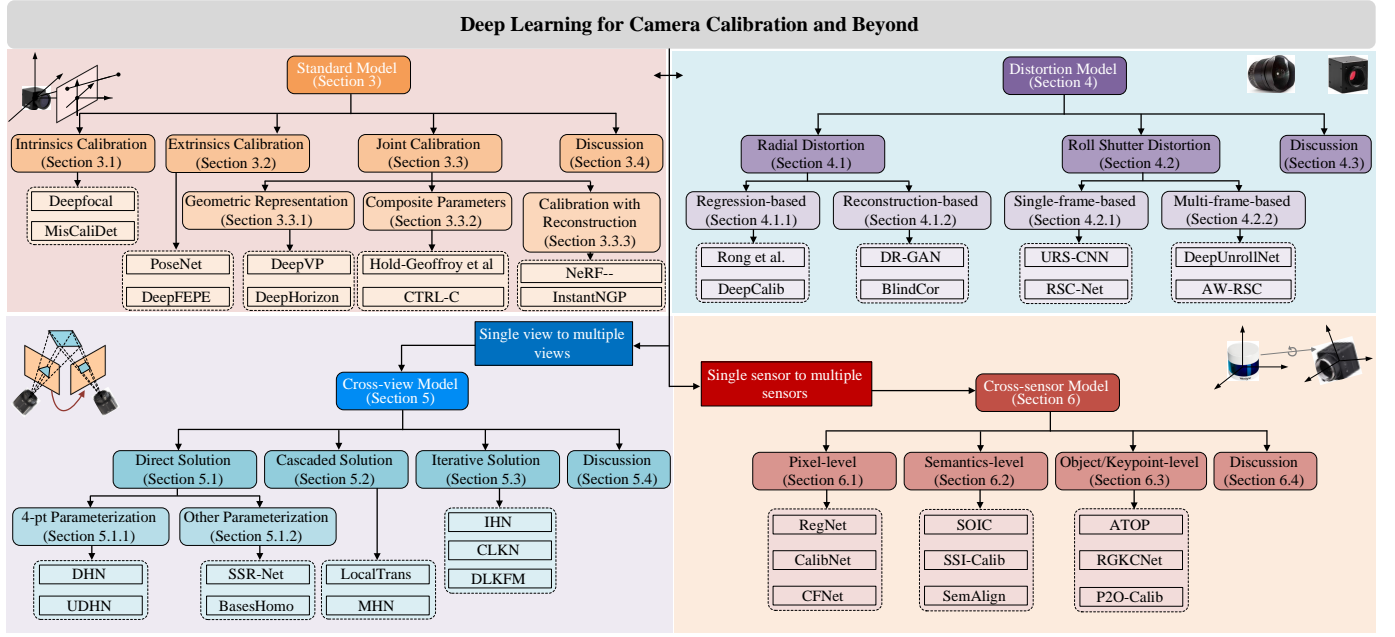 Deep Learning for Camera Calibration and Beyond
Standard Model
(Section 3)
Intrinsics Calibration
(Section 3.1)
Extrinsics Calibration
(Section 3.2)
Joint Calibration
(Section 3.3)
Discussion
(Section 3.4)
Deepfocal
MisCaliDet
Geometric Representation
(Section 3.3.1)
Composite Parameters
(Section 3.3.2)
Calibration with
Reconstruction
(Section 3.3.3)
PoseNet
DeepFEPE
DeepVP
DeepHorizon
Hold-Geoffroy et al
CTRL-C
NeRF--
InstantNGP
Distortion Model
(Section 4)
Radial Distortion
(Section 4.1)
Roll Shutter Distortion
(Section 4.2)
Discussion
(Section 4.3)
Regression-based
(Section 4.1.1)
Reconstruction-based
(Section 4.1.2)
Single-frame-based
(Section 4.2.1)
Multi-frame-based
(Section 4.2.2)
Rong et al.
DeepCalib
DR-GAN
BlindCor
URS-CNN
RSC-Net
DeepUnrollNet
AW-RSC
Single view to multiple
views
Cross-view Model
(Section 5)
Direct Solution
(Section 5.1)
Cascaded Solution
(Section 5.2)
Iterative Solution
(Section 5.3)
Discussion
(Section 5.4)
4-pt Parameterization
(Section 5.1.1)
Other Parameterization
(Section 5.1.2)
DHN
UDHN
SSR-Net
BasesHomo
LocalTrans
MHN
IHN
CLKN
DLKFM
Single sensor to multiple
sensors
Cross-sensor Model
(Section 6)
Pixel-level
(Section 6.1)
Semantics-level
(Section 6.2)
Object/Keypoint-level
(Section 6.3)
Discussion
(Section 6.4)
RegNet
CalibNet
CFNet
SOIC
SSI-Calib
SemAlign
ATOP
RGKCNet
P2O-Calib